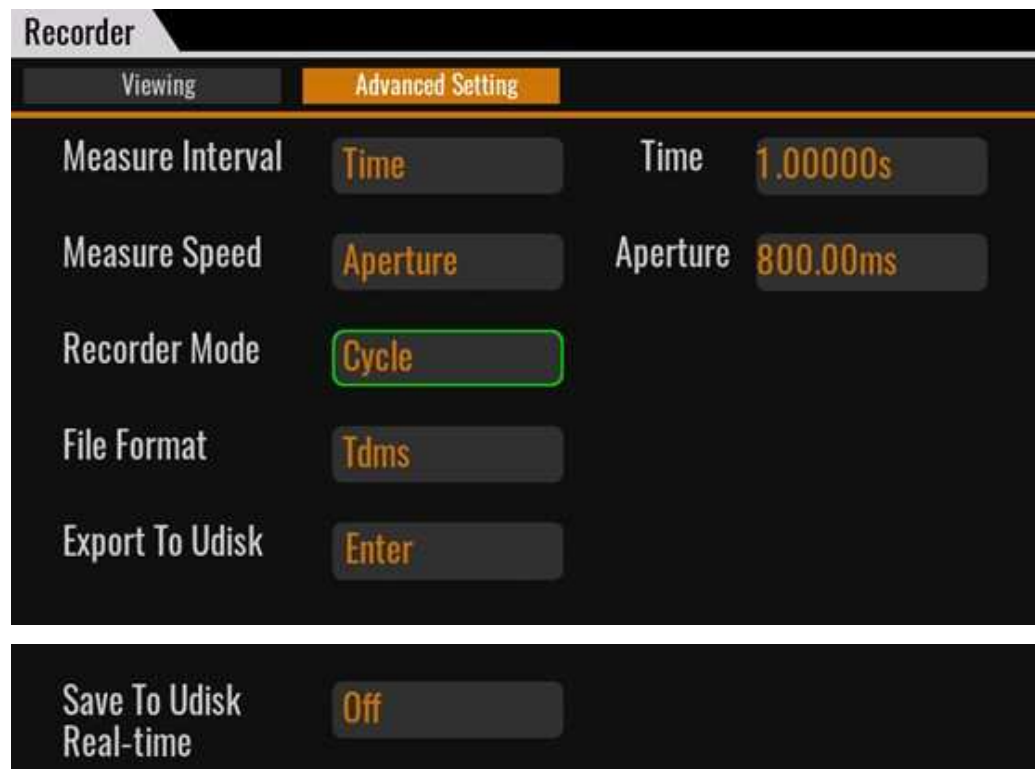 Recorder
Viewing Advanced Setting
Measure Interval Time Time 1.00000s
Measure Speed Aperture Aperture 800.00ms
Recorder Mode Cycle
File Format Tdms
Export To Udisk Enter
Save To Udisk Off
Real-time